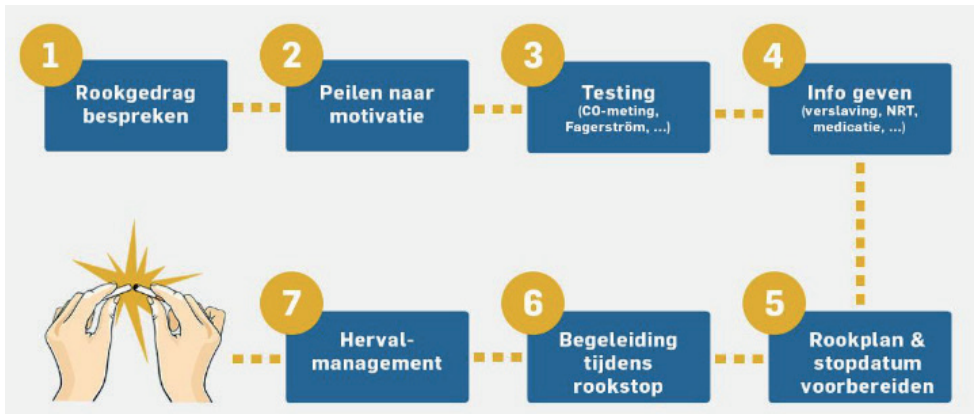 1
Rookgedrag
bespreken
2
Peilen naar
motivatie
3
Testing
(CO-meting,
Fagerström, ...)
4
Info geven
(verslaving, NRT,
medicatie, ...)
5
Rookplan &
stopdatum
voorbereiden
6
Begeleiding
tijdens
rookstop
7
Herval-
management